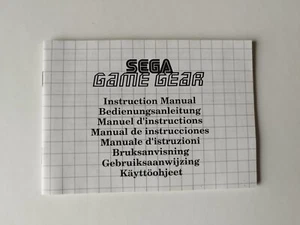 SEGA
GAME GEAR
Instruction Manual
Bedienungsanleitung
Manuel d'instructions
Manual de instrucciones
Manuale d'istruzioni
Bruksanvisning
Gebruiksaanwijzing
Käyttöohjeet